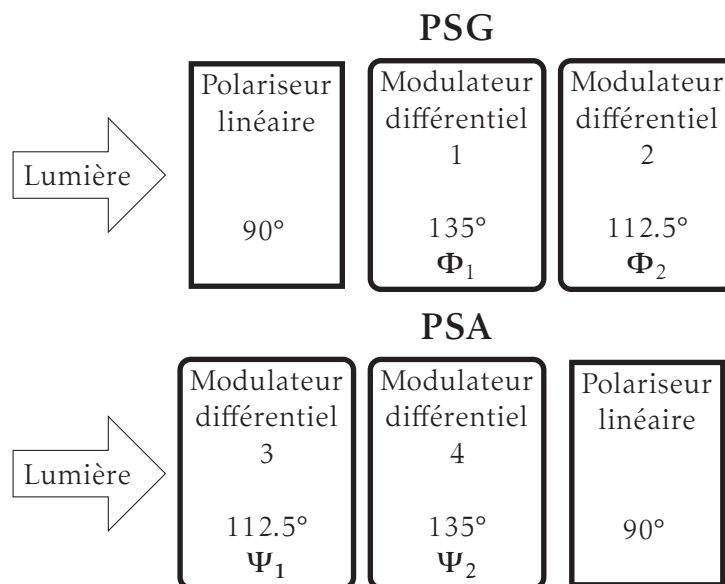 PSG
Lumière
Polariseur
linéaire
90°
Modulateur
différentiel
1
135°
Φ1
Modulateur
différentiel
2
112.5°
Φ2
PSA
Lumière
Modulateur
différentiel
3
112.5°
Ψ1
Modulateur
différentiel
4
135°
Ψ2
Polariseur
linéaire
90°